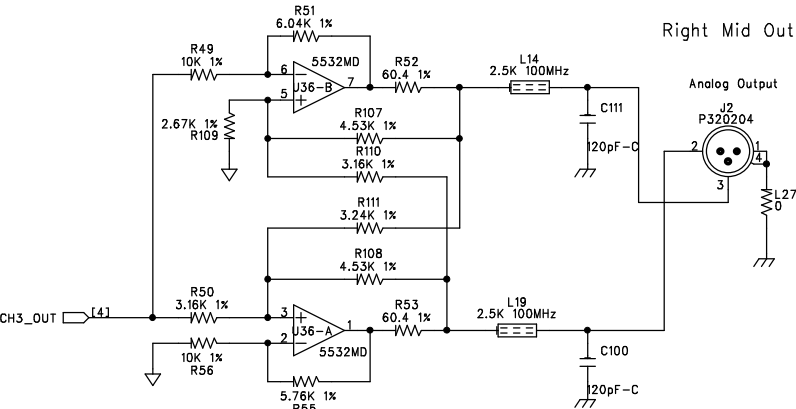 Right Mid Out
R51
6.04K 1%
R49
10K 1%
5532MD
6
U36-B
7
5
R52
60.4 1%
L14
2.5K 100MHz
Analog Output
J2
P320204
C111
120pF-C
2.67K 1%
R109
R107
4.53K 1%
R110
3.16K 1%
2
1
4
3
L27
0
R111
3.24K 1%
R108
4.53K 1%
CH3_OUT
[4]
R50
3.16K 1%
3
U36-A
1
2
5532MD
R53
60.4 1%
L19
2.5K 100MHz
10K 1%
R56
C100
120pF-C
5.76K 1%
R55